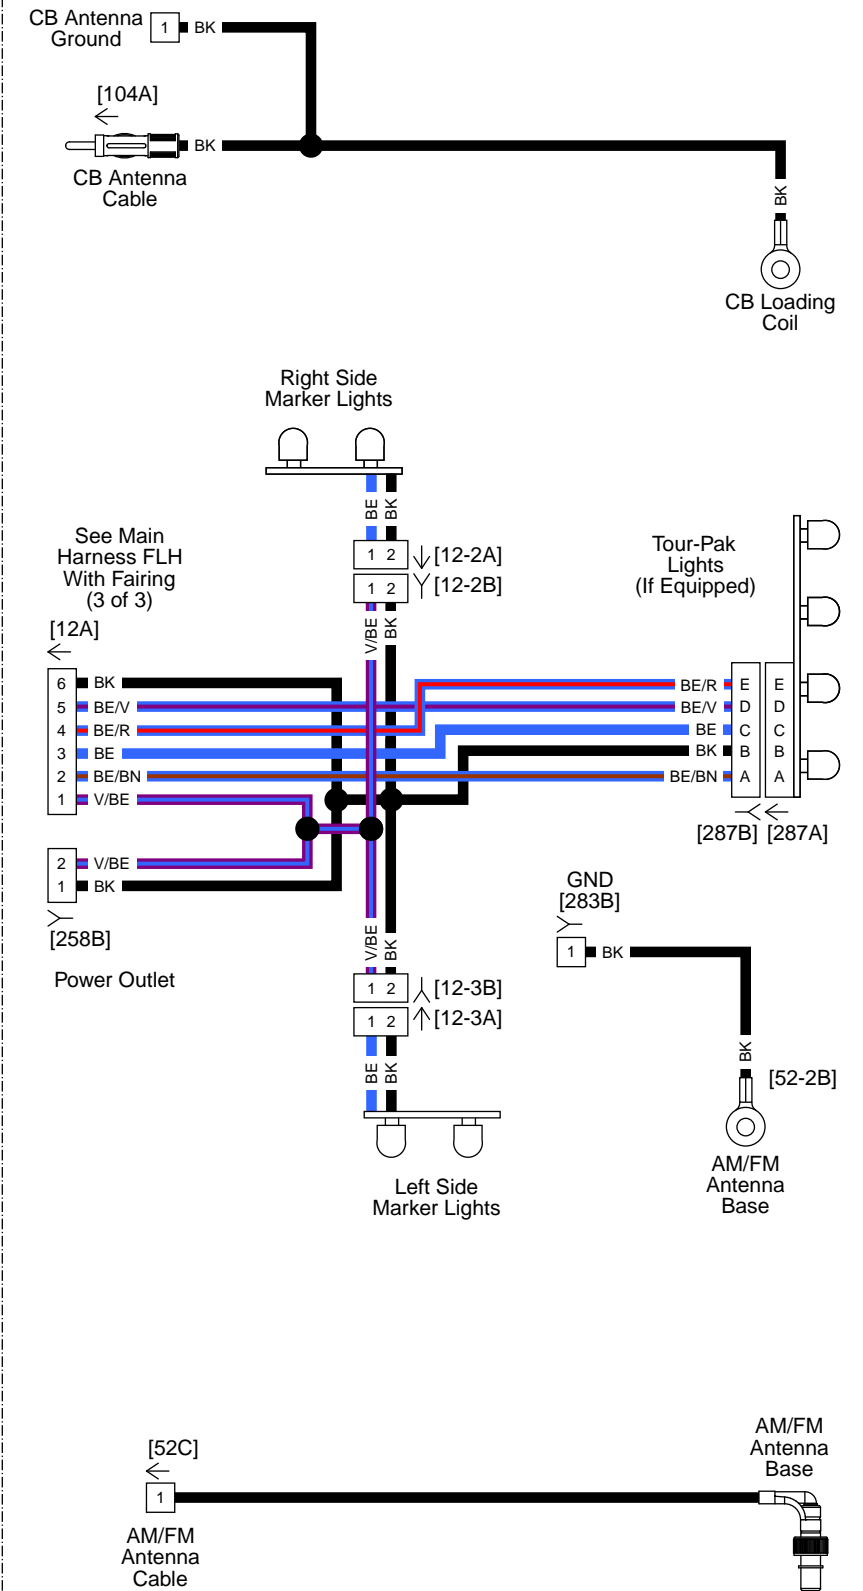 CB Antenna
Ground
1
BK
[104A]
BK
CB Antenna
Cable
BK
CB Loading
Coil
Right Side
Marker Lights
BE
BK
1 2
[12-2A]
1 2
[12-2B]
V/BE
BK
See Main
Harness FLH
With Fairing
(3 of 3)
[12A]
6 BK
5 BE/V
4 BE/R
3 BE
2 BE/BN
1 V/BE
2 V/BE
1 BK
[258B]
Power Outlet
Tour-Pak
Lights
(If Equipped)
BE/R E E
BE/V D D
BE C C
BK B B
BE/BN A A
[287B] [287A]
V/BE
BK
1 2
[12-3B]
1 2
[12-3A]
BE
BK
Left Side
Marker Lights
GND
[283B]
1
BK
BK
[52-2B]
AM/FM
Antenna
Base
[52C]
1
AM/FM
Antenna
Cable
AM/FM
Antenna
Base